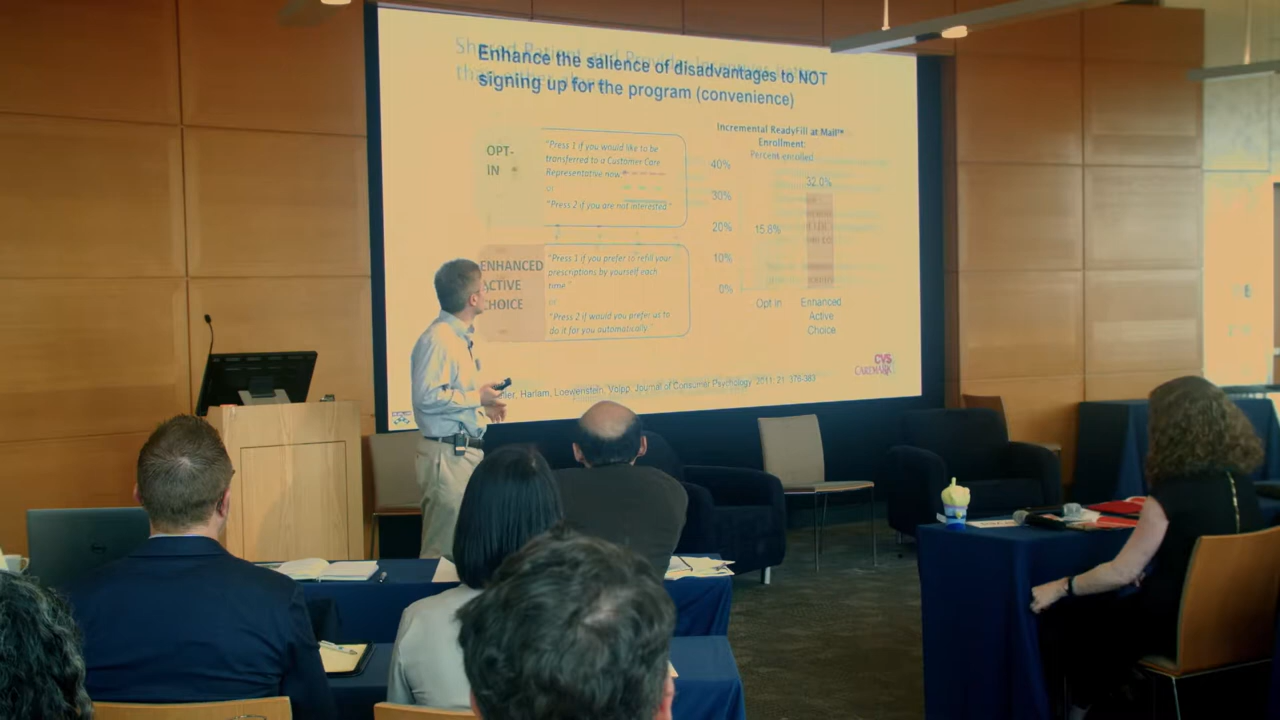 Enhance the salience of disadvantages to NOT
signing up for the program (convenience)
OPT-
IN
"Press 1 if you would like to be
transferred to a Customer Care
Representative now."
or
"Press 2 if you are not interested."
ENHANCED
ACTIVE
CHOICE
"Press 1 if you prefer to refill your
prescriptions by yourself each
time."
or
"Press 2 if would you prefer us to
do it for you automatically."
Incremental ReadyFill at Mail™
Enrollment:
Percent enrolled
40%
30%
20%
10%
0%
15.8%
32.0%
Opt in
Enhanced
Active
Choice
CVS
CAREMARK
Harlam, Loewenstein, Volpp, Journal of Consumer Psychology, 2011; 21: 376-383